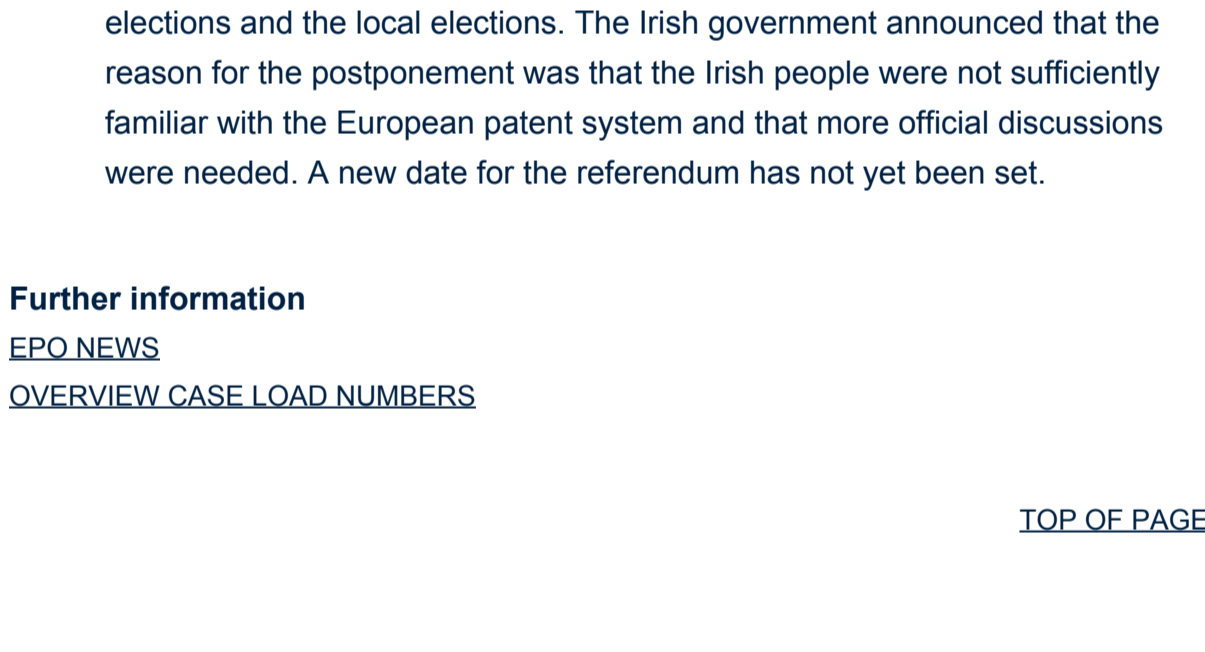 elections and the local elections. The Irish government announced that the
reason for the postponement was that the Irish people were not sufficiently
familiar with the European patent system and that more official discussions
were needed. A new date for the referendum has not yet been set.
Further information
EPO NEWS
OVERVIEW CASE LOAD NUMBERS
TOP OF PAGE